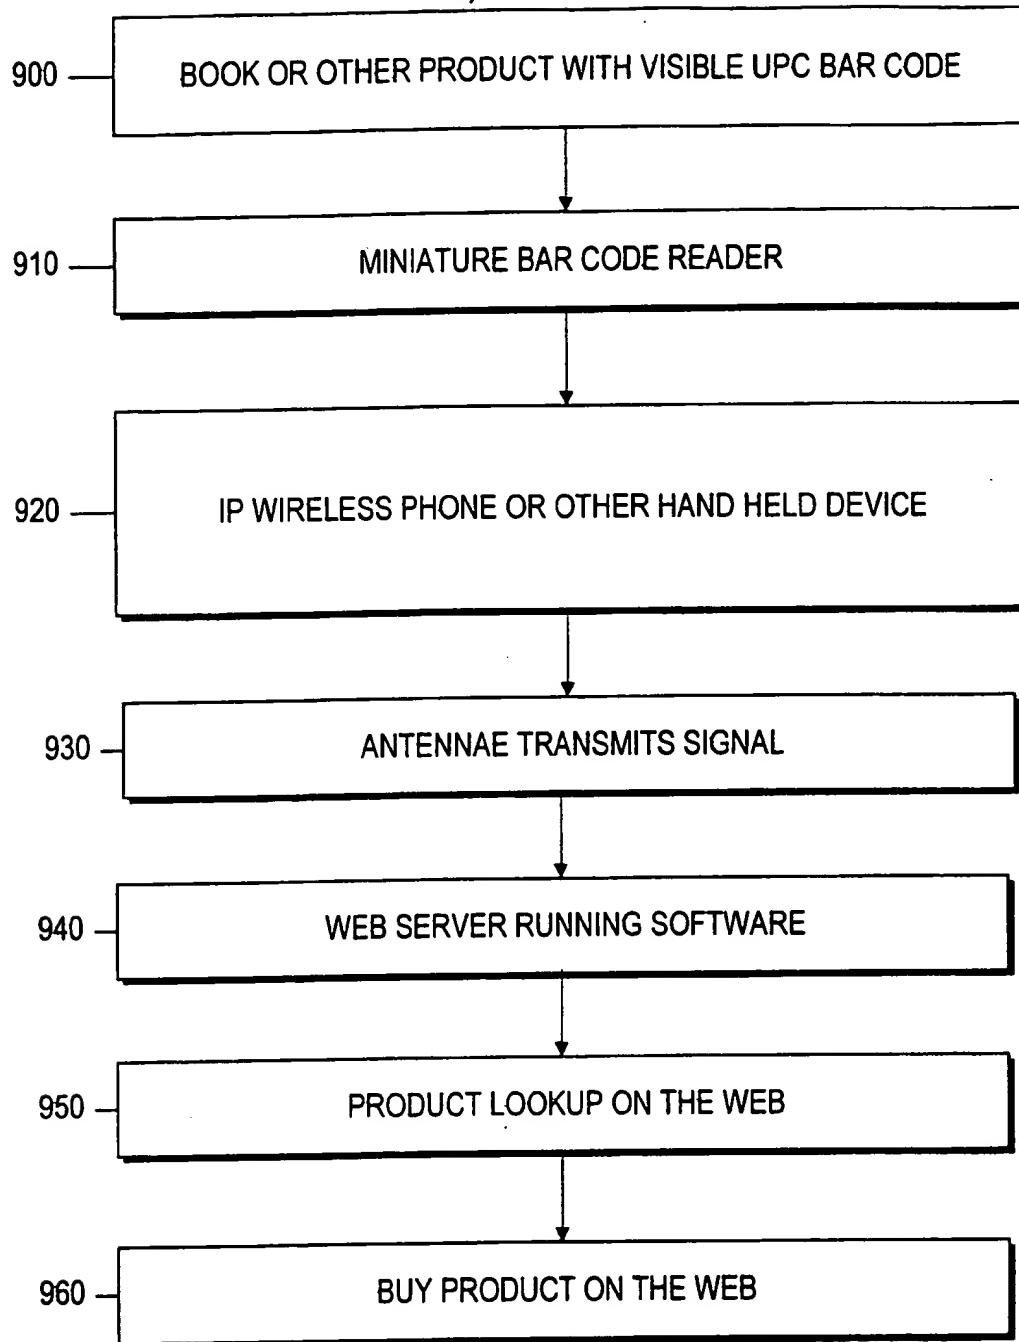 900 BOOK OR OTHER PRODUCT WITH VISIBLE UPC BAR CODE
910 MINIATURE BAR CODE READER
920 IP WIRELESS PHONE OR OTHER HAND HELD DEVICE
930 ANTENNAE TRANSMITS SIGNAL
940 WEB SERVER RUNNING SOFTWARE
950 PRODUCT LOOKUP ON THE WEB
960 BUY PRODUCT ON THE WEB